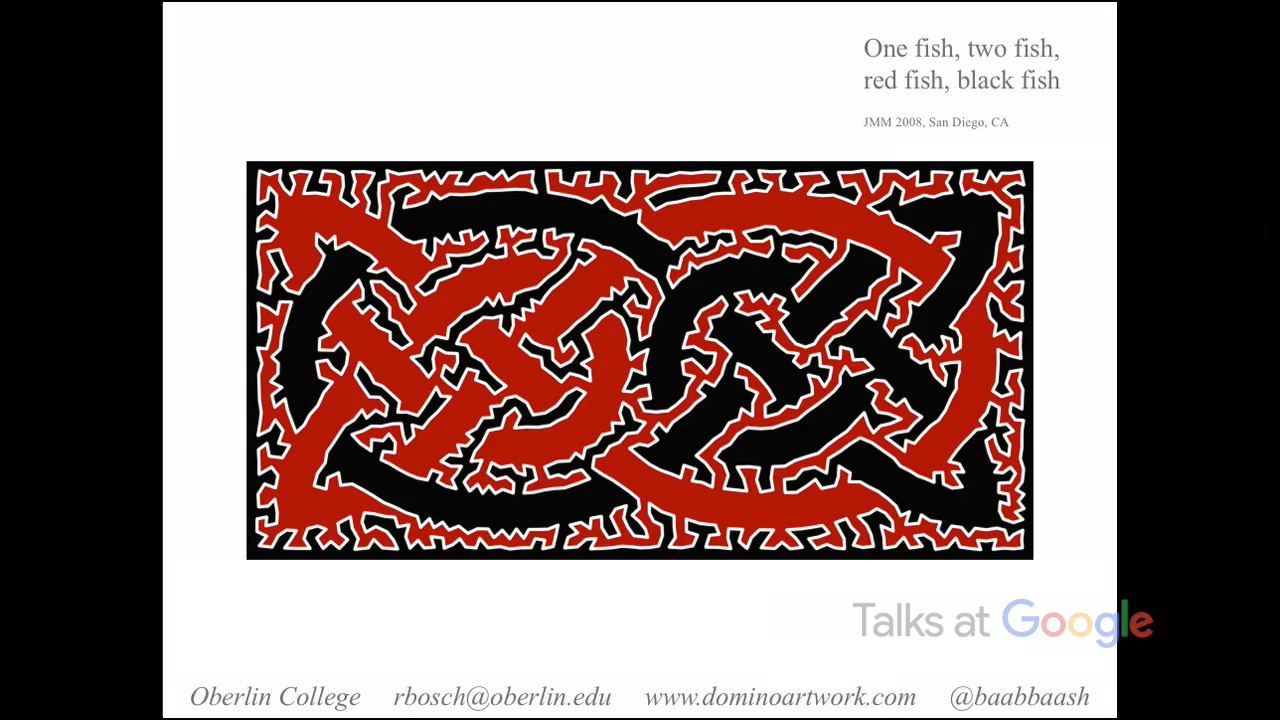 One fish, two fish,
red fish, black fish
JMM 2008, San Diego, CA
Talks at Google
Oberlin College rbosch@oberlin.edu www.dominoartwork.com @baabbaash